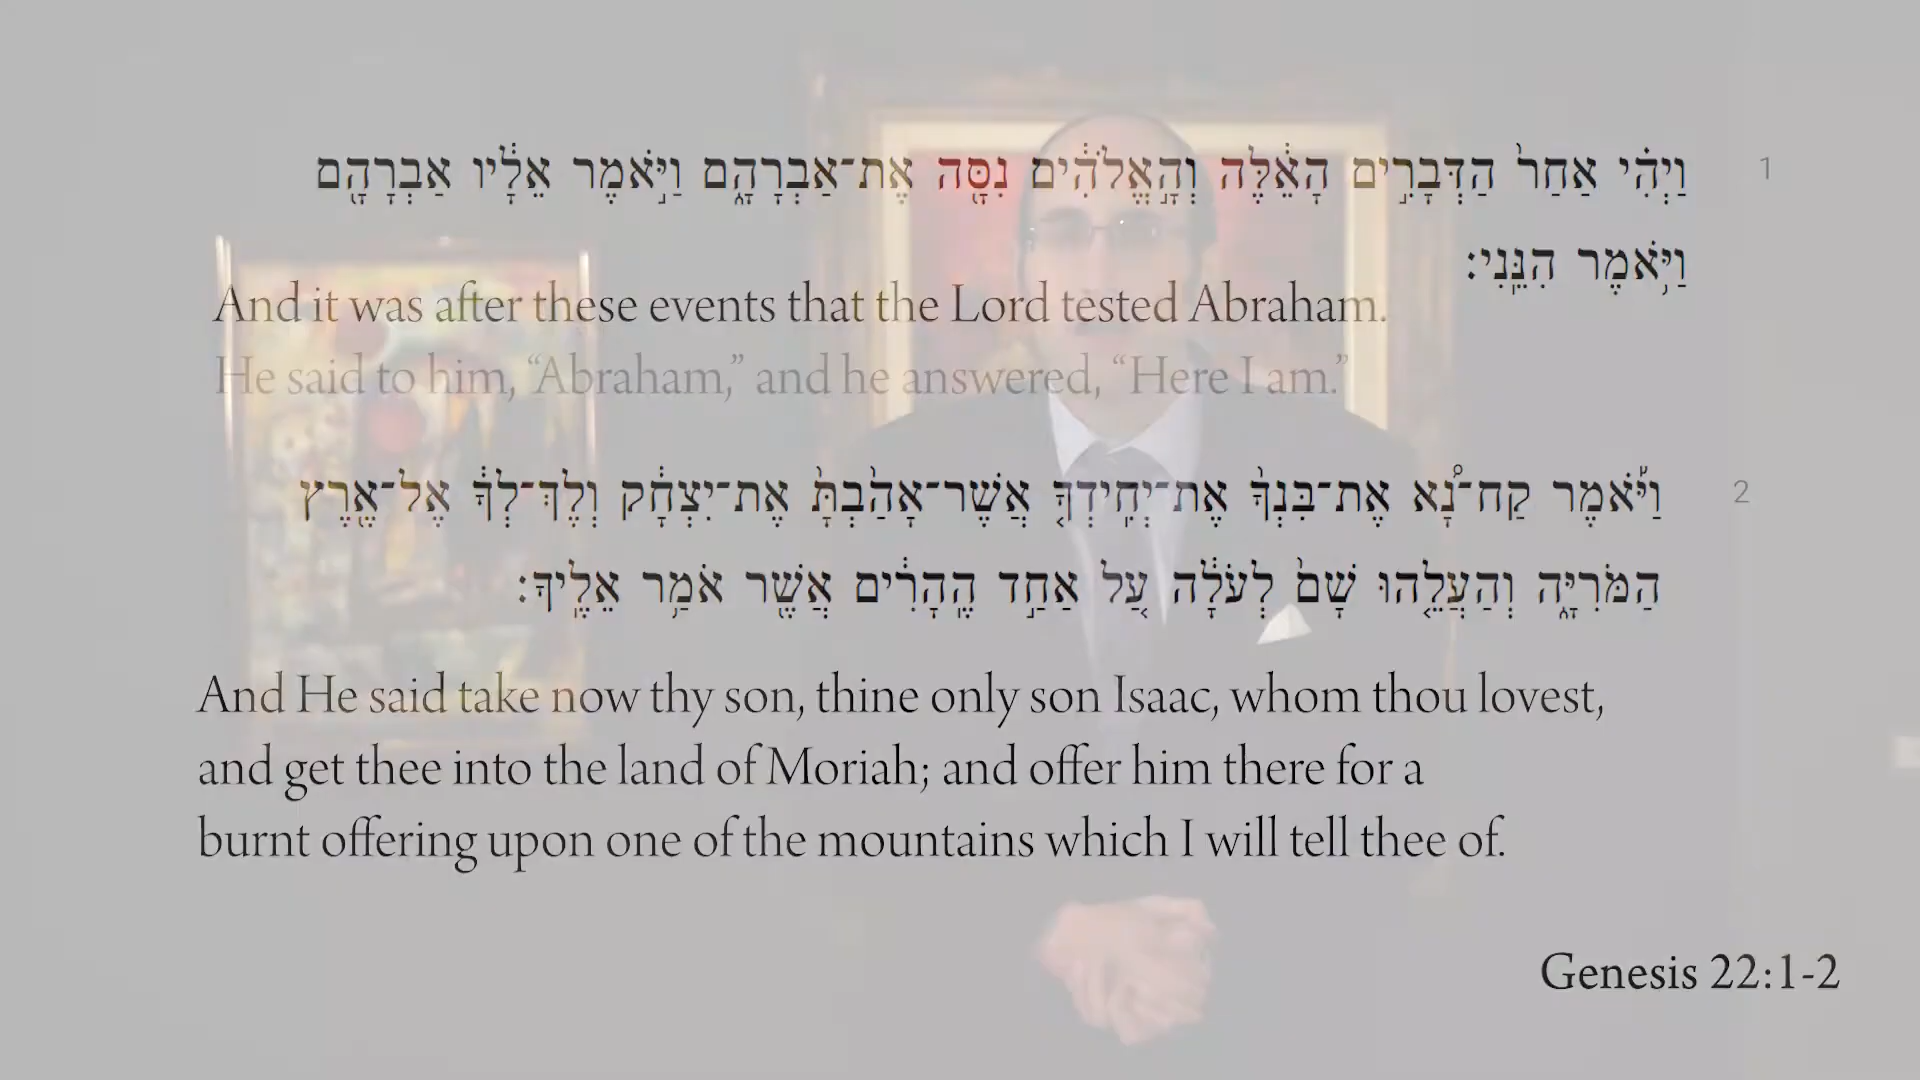 וַיְהִ֗י אַחַר֙ הַדְּבָרִ֣ים הָאֵ֔לֶּה וְהָ֣אֱלֹהִ֔ים נִסָּ֖ה אֶת־אַבְרָהָ֑ם וַיֹּ֣אמֶר אֵלָ֔יו אַבְרָהָ֖ם 1
וַיֹּ֥אמֶר הִנֵּֽנִי׃
And it was after these events that the Lord tested Abraham.
He said to him, “Abraham,” and he answered, “Here I am.”
וַיֹּ֡אמֶר קַח־נָ֠א אֶת־בִּנְךָ֨ אֶת־יְחִֽידְךָ֤ אֲשֶׁר־אָהַ֙בְתָּ֙ אֶת־יִצְחָ֔ק וְלֶךְ־לְךָ֔ אֶל־אֶ֖רֶץ 2
הַמֹּרִיָּ֑ה וְהַעֲלֵ֤הוּ שָׁם֙ לְעֹלָ֔ה עַ֚ל אַחַ֣ד הֶֽהָרִ֔ים אֲשֶׁ֖ר אֹמַ֥ר אֵלֶֽיךָ׃
And He said take now thy son, thine only son Isaac, whom thou lovest,
and get thee into the land of Moriah; and offer him there for a
burnt offering upon one of the mountains which I will tell thee of.
Genesis 22:1-2